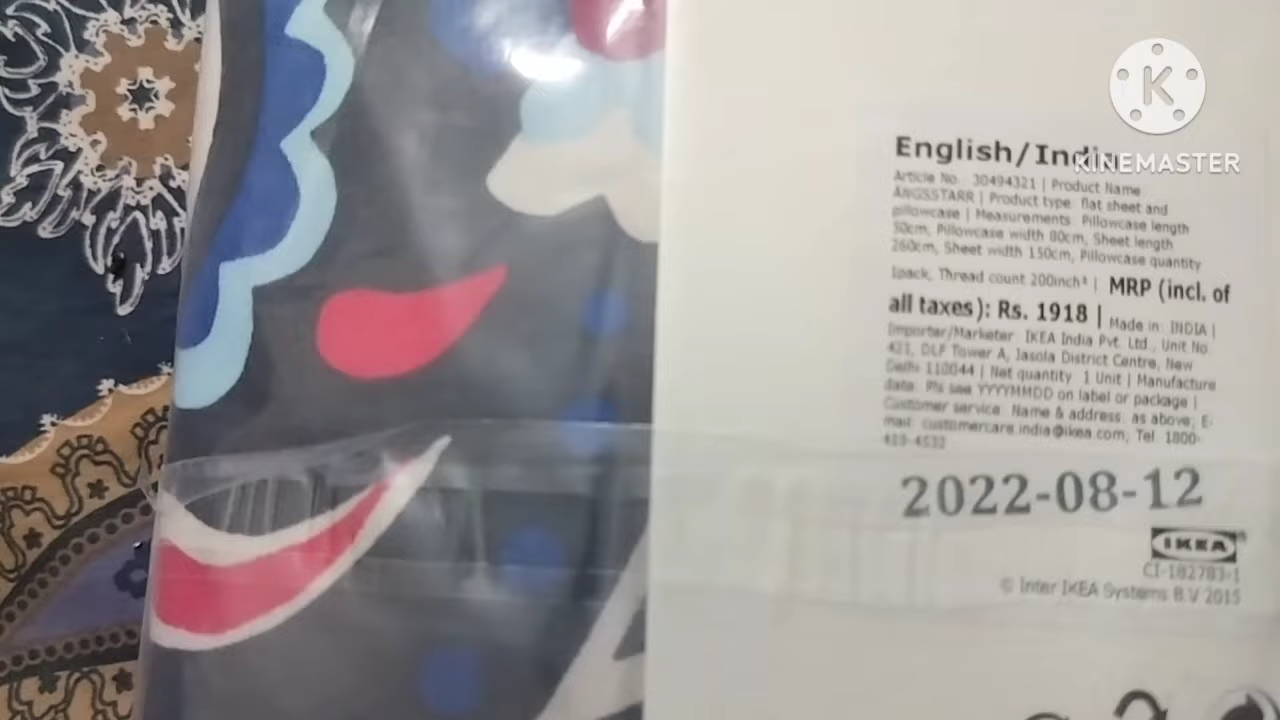 K
KINEMASTER
English/India
Article No. 30494321 | Product Name
ÄNGSSTARR | Product type: flat sheet and
pillowcase | Measurements: Pillowcase length
50cm, Pillowcase width 80cm, Sheet length
260cm, Sheet width 150cm, Pillowcase quantity
1pack, Thread count 200inch² | MRP (incl. of
all taxes): Rs. 1918 | Made in: INDIA |
Importer/Marketer: IKEA India Pvt. Ltd., Unit No.
421, DLF Tower A, Jasola District Centre, New
Delhi 110044 | Net quantity: 1 Unit | Manufacture
date: Pls see YYYYMMDD on label or package |
Customer service: Name & address: as above, E-
mail: customercare.india@ikea.com, Tel: 1800-
419-4532
2022-08-12
IKEA®
CI-182783-1
© Inter IKEA Systems B.V 2015